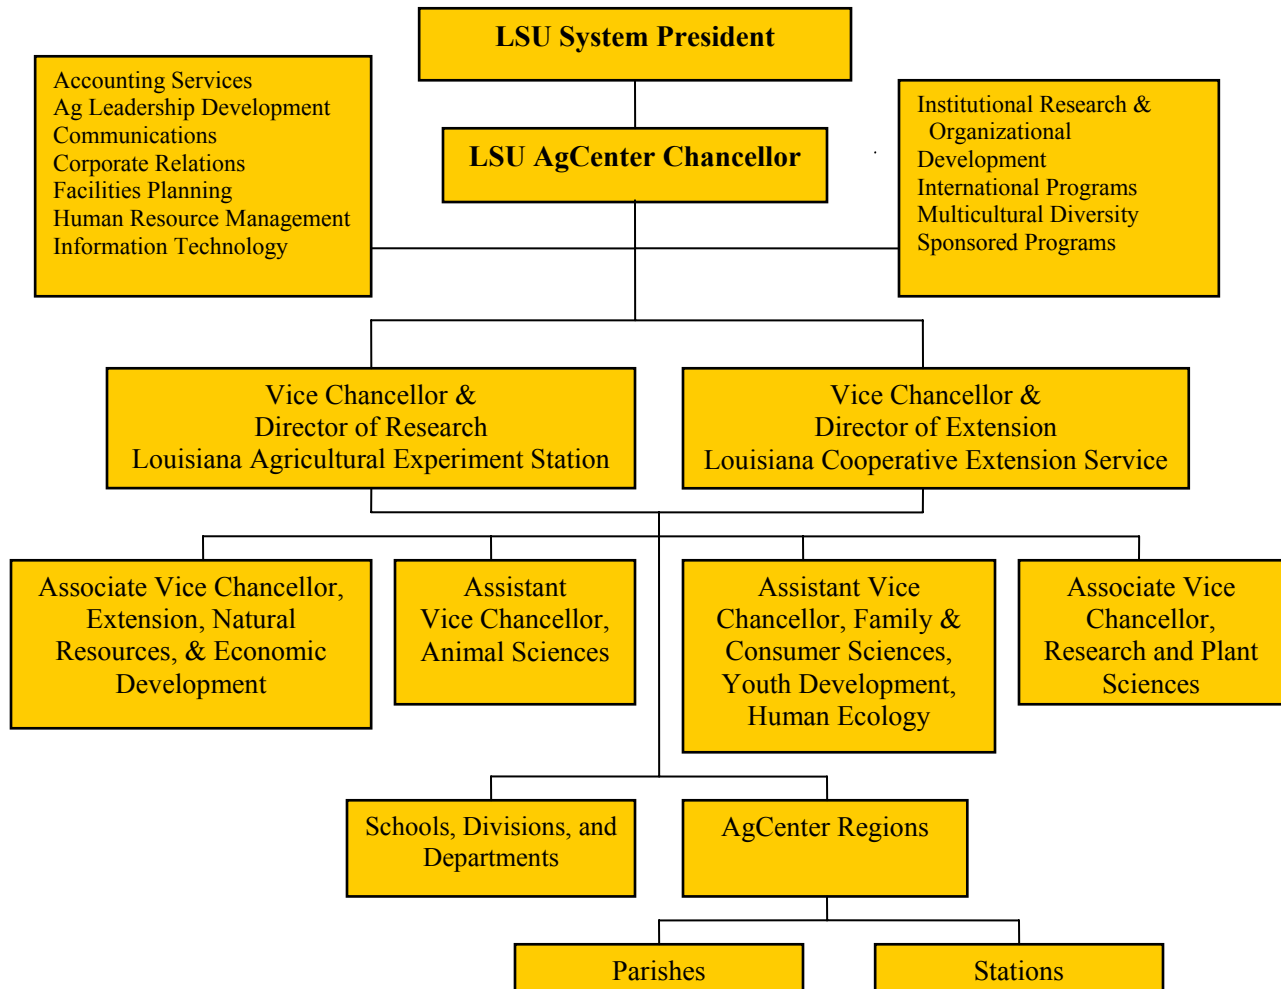 LSU System President
Accounting Services
Ag Leadership Development
Communications
Corporate Relations
Facilities Planning
Human Resource Management
Information Technology
LSU AgCenter Chancellor
Institutional Research &
Organizational
Development
International Programs
Multicultural Diversity
Sponsored Programs
Vice Chancellor &
Director of Research
Louisiana Agricultural Experiment Station
Vice Chancellor &
Director of Extension
Louisiana Cooperative Extension Service
Associate Vice Chancellor,
Extension, Natural
Resources, & Economic
Development
Assistant
Vice Chancellor,
Animal Sciences
Assistant Vice
Chancellor, Family &
Consumer Sciences,
Youth Development,
Human Ecology
Associate Vice
Chancellor,
Research and Plant
Sciences
Schools, Divisions, and
Departments
AgCenter Regions
Parishes
Stations